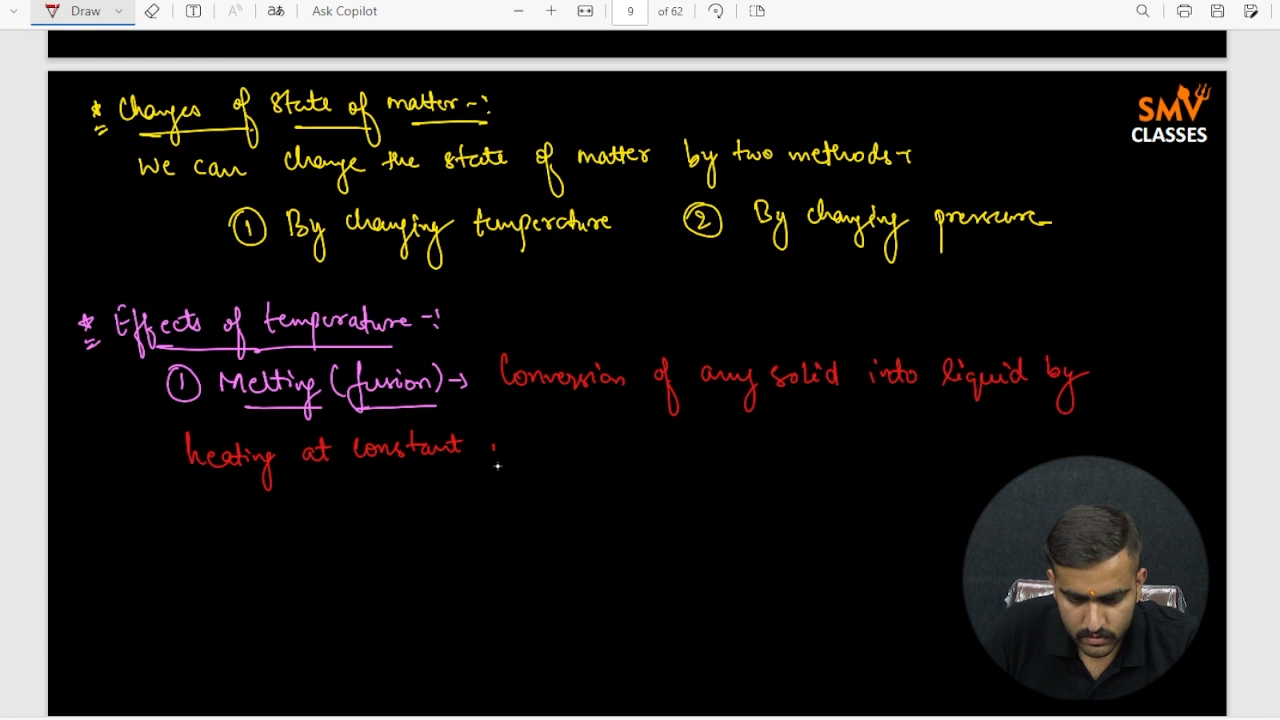 Draw
Ask Copilot
9 of 62
SMV
CLASSES
* Changes of state of matter -:
We can change the state of matter by two methods -
① By changing temperature ② By changing pressure
* Effects of temperature -:
① Melting (fusion) → Conversion of any solid into liquid by
heating at constant